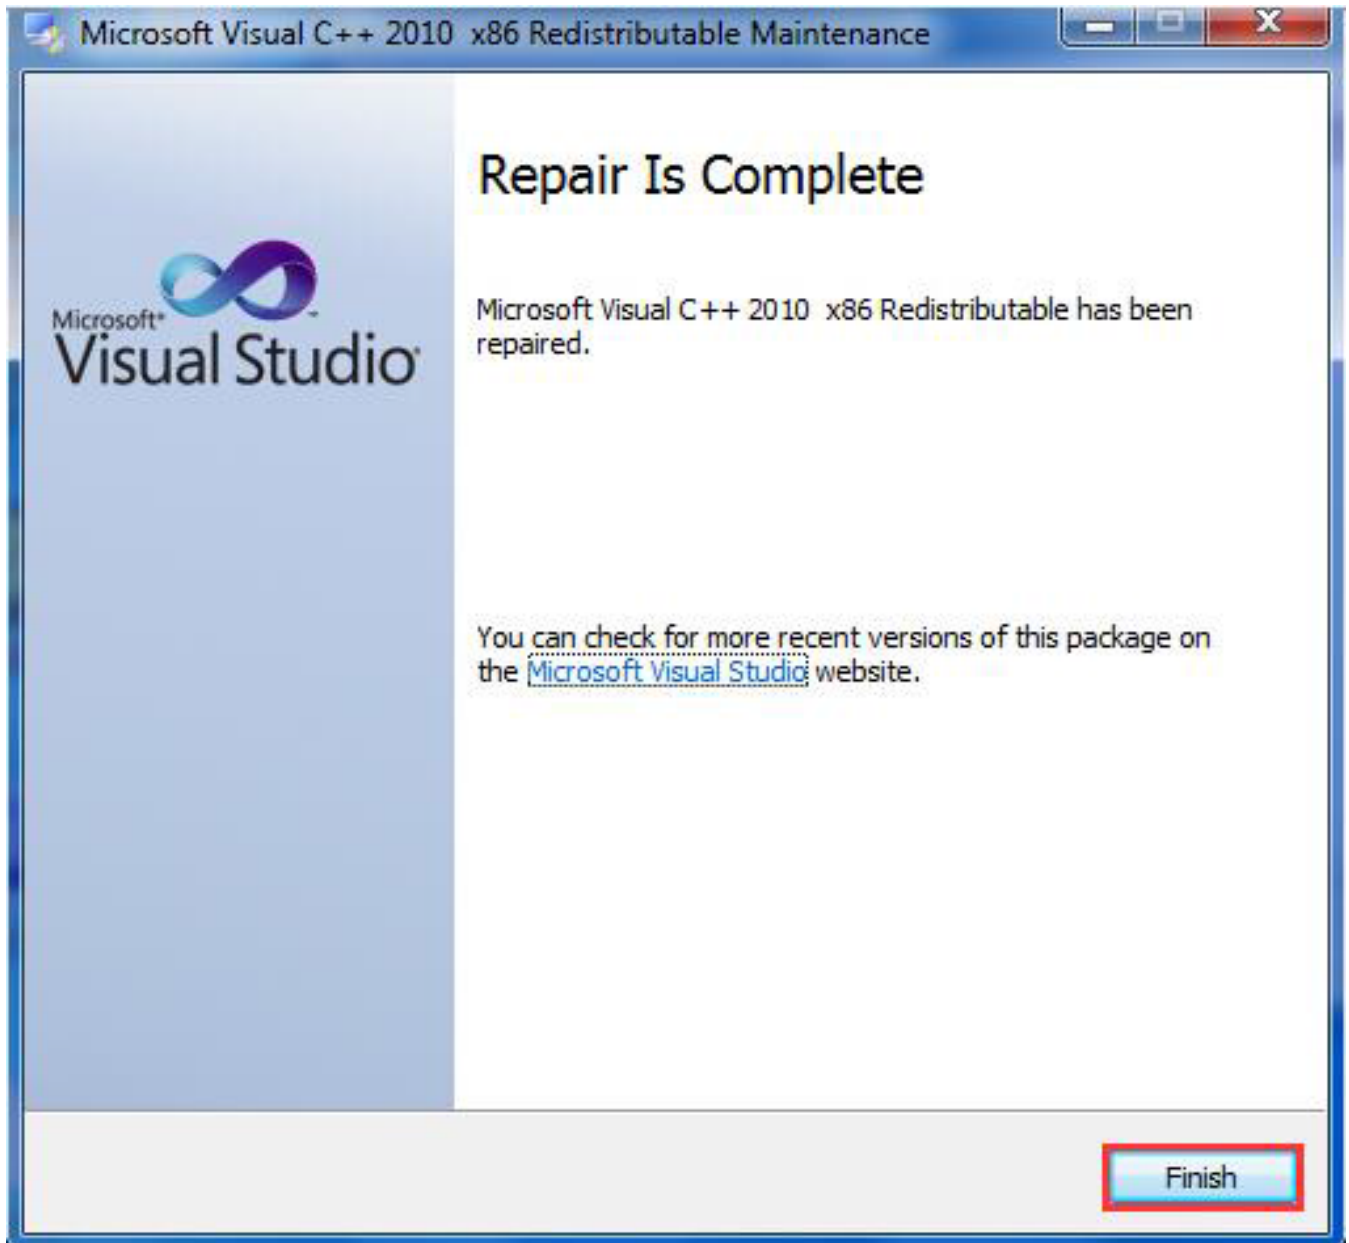 Microsoft Visual C++ 2010  x86 Redistributable Maintenance
Repair Is Complete
Microsoft®
Visual Studio®
Microsoft Visual C++ 2010  x86 Redistributable has been
repaired.
You can check for more recent versions of this package on
the Microsoft Visual Studio website.
Finish